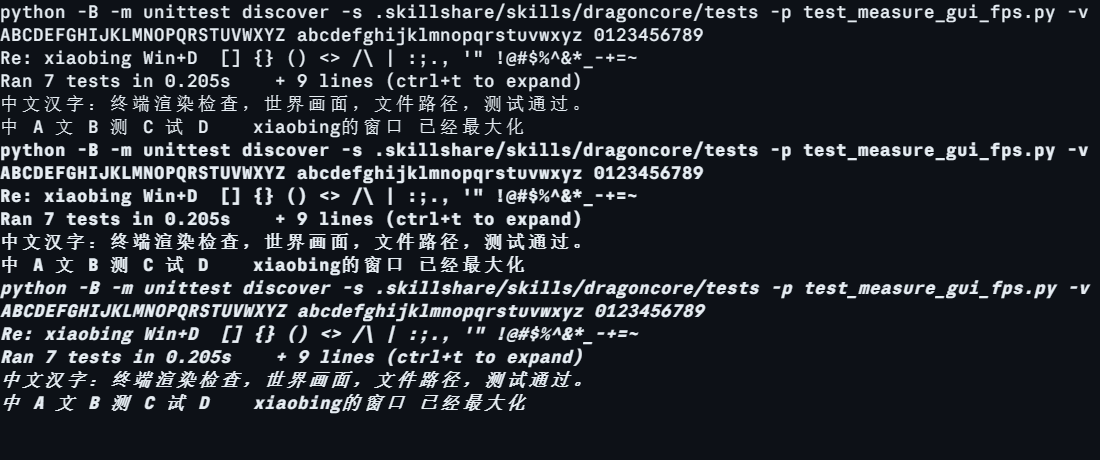 python -B -m unittest discover -s .skillshare/skills/dragoncore/tests -p test_measure_gui_fps.py -v
ABCDEFGHIJKLMNOPQRSTUVWXYZ abcdefghijklmnopqrstuvwxyz 0123456789
Re: xiaobing Win+D  [] {} () <> /\ | :;., '" !@#$%^&*_-+=~
Ran 7 tests in 0.205s    + 9 lines (ctrl+t to expand)
中文汉字：终端渲染检查，世界画面，文件路径，测试通过。
中 A 文 B 测 C 试 D    xiaobing的窗口 已经最大化
python -B -m unittest discover -s .skillshare/skills/dragoncore/tests -p test_measure_gui_fps.py -v
ABCDEFGHIJKLMNOPQRSTUVWXYZ abcdefghijklmnopqrstuvwxyz 0123456789
Re: xiaobing Win+D  [] {} () <> /\ | :;., '" !@#$%^&*_-+=~
Ran 7 tests in 0.205s    + 9 lines (ctrl+t to expand)
中文汉字：终端渲染检查，世界画面，文件路径，测试通过。
中 A 文 B 测 C 试 D    xiaobing的窗口 已经最大化
python -B -m unittest discover -s .skillshare/skills/dragoncore/tests -p test_measure_gui_fps.py -v
ABCDEFGHIJKLMNOPQRSTUVWXYZ abcdefghijklmnopqrstuvwxyz 0123456789
Re: xiaobing Win+D  [] {} () <> /\ | :;., '" !@#$%^&*_-+=~
Ran 7 tests in 0.205s    + 9 lines (ctrl+t to expand)
中文汉字：终端渲染检查，世界画面，文件路径，测试通过。
中 A 文 B 测 C 试 D    xiaobing的窗口 已经最大化